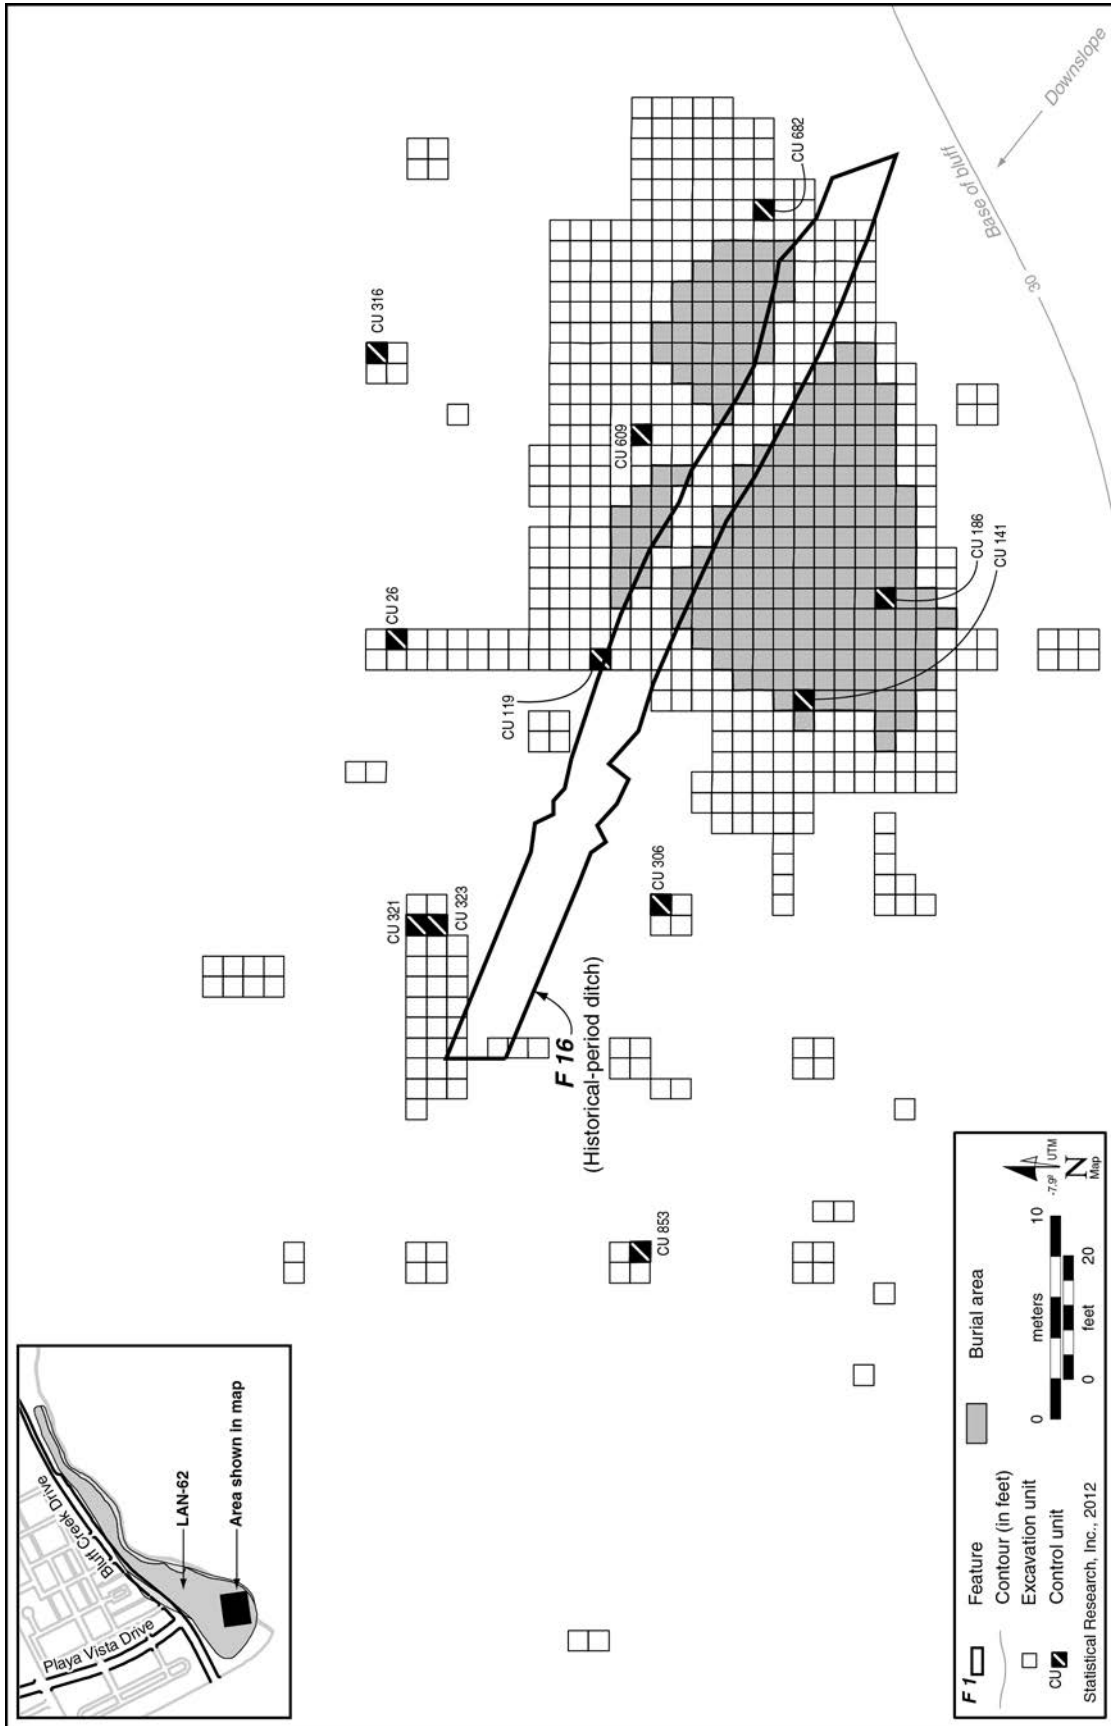 Playa Vista Drive
Bluff Creek Drive
LAN-62
Area shown in map
CU 853
F 16
(Historical-period ditch)
CU 321
CU 323
CU 306
CU 119
CU 26
CU 316
CU 609
CU 682
CU 186
CU 141
30
Base of bluff
Downslope
F 1
Feature
Contour (in feet)
Excavation unit
CU
Control unit
Burial area
0
meters
10
0
feet
20
-7.9º
UTM
N
Map
Statistical Research, Inc., 2012